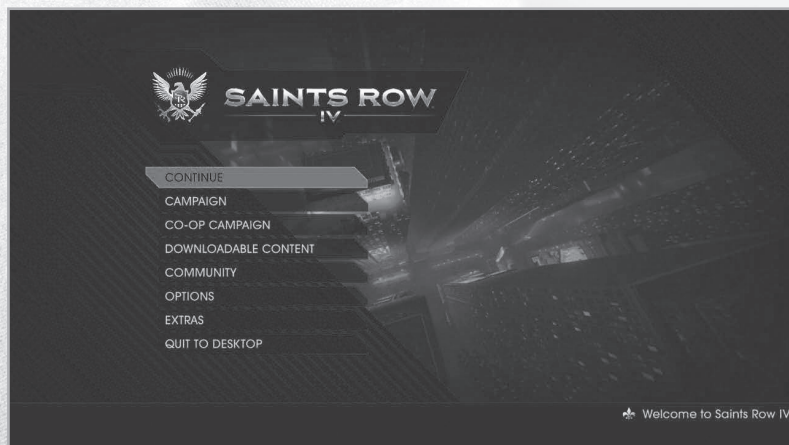 SAINTS ROW
IV
CONTINUE
CAMPAIGN
CO-OP CAMPAIGN
DOWNLOADABLE CONTENT
COMMUNITY
OPTIONS
EXTRAS
QUIT TO DESKTOP
Welcome to Saints Row IV